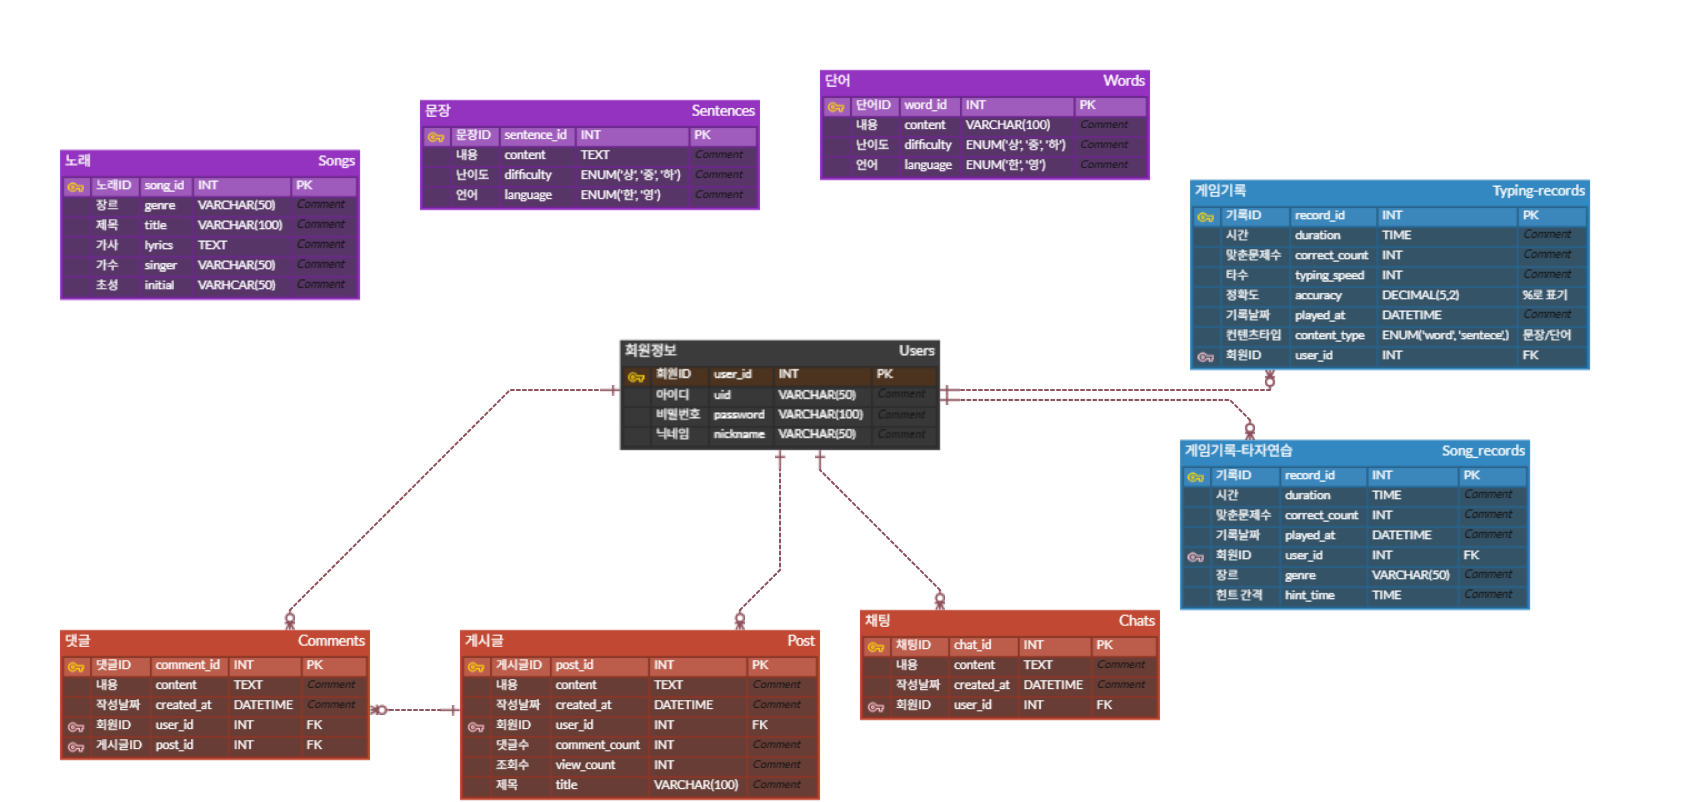 노래 Songs
노래ID song_id INT PK
장르 genre VARCHAR(50) Comment
제목 title VARCHAR(100) Comment
가사 lyrics TEXT Comment
가수 singer VARCHAR(50) Comment
초성 initial VARHCAR(50) Comment
문장 Sentences
문장ID sentence_id INT PK
내용 content TEXT Comment
난이도 difficulty ENUM('상', '중', '하') Comment
언어 language ENUM('한', '영') Comment
단어 Words
단어ID word_id INT PK
내용 content VARCHAR(100) Comment
난이도 difficulty ENUM('상', '중', '하') Comment
언어 language ENUM('한', '영') Comment
게임기록 Typing-records
기록ID record_id INT PK
시간 duration TIME Comment
맞춘문제수 correct_count INT Comment
타수 typing_speed INT Comment
정확도 accuracy DECIMAL(5,2) %로 표기
기록날짜 played_at DATETIME Comment
컨텐츠타입 content_type ENUM('word', 'sentece',) 문장/단어
회원ID user_id INT FK
회원정보 Users
회원ID user_id INT PK
아이디 uid VARCHAR(50) Comment
비밀번호 password VARCHAR(100) Comment
닉네임 nickname VARCHAR(50) Comment
게임기록-타자연습 Song_records
기록ID record_id INT PK
시간 duration TIME Comment
맞춘문제수 correct_count INT Comment
기록날짜 played_at DATETIME Comment
회원ID user_id INT FK
장르 genre VARCHAR(50) Comment
힌트 간격 hint_time TIME Comment
댓글 Comments
댓글ID comment_id INT PK
내용 content TEXT Comment
작성날짜 created_at DATETIME Comment
회원ID user_id INT FK
게시글ID post_id INT FK
게시글 Post
게시글ID post_id INT PK
내용 content TEXT Comment
작성날짜 created_at DATETIME Comment
회원ID user_id INT FK
댓글수 comment_count INT Comment
조회수 view_count INT Comment
제목 title VARCHAR(100) Comment
채팅 Chats
채팅ID chat_id INT PK
내용 content TEXT Comment
작성날짜 created_at DATETIME Comment
회원ID user_id INT FK